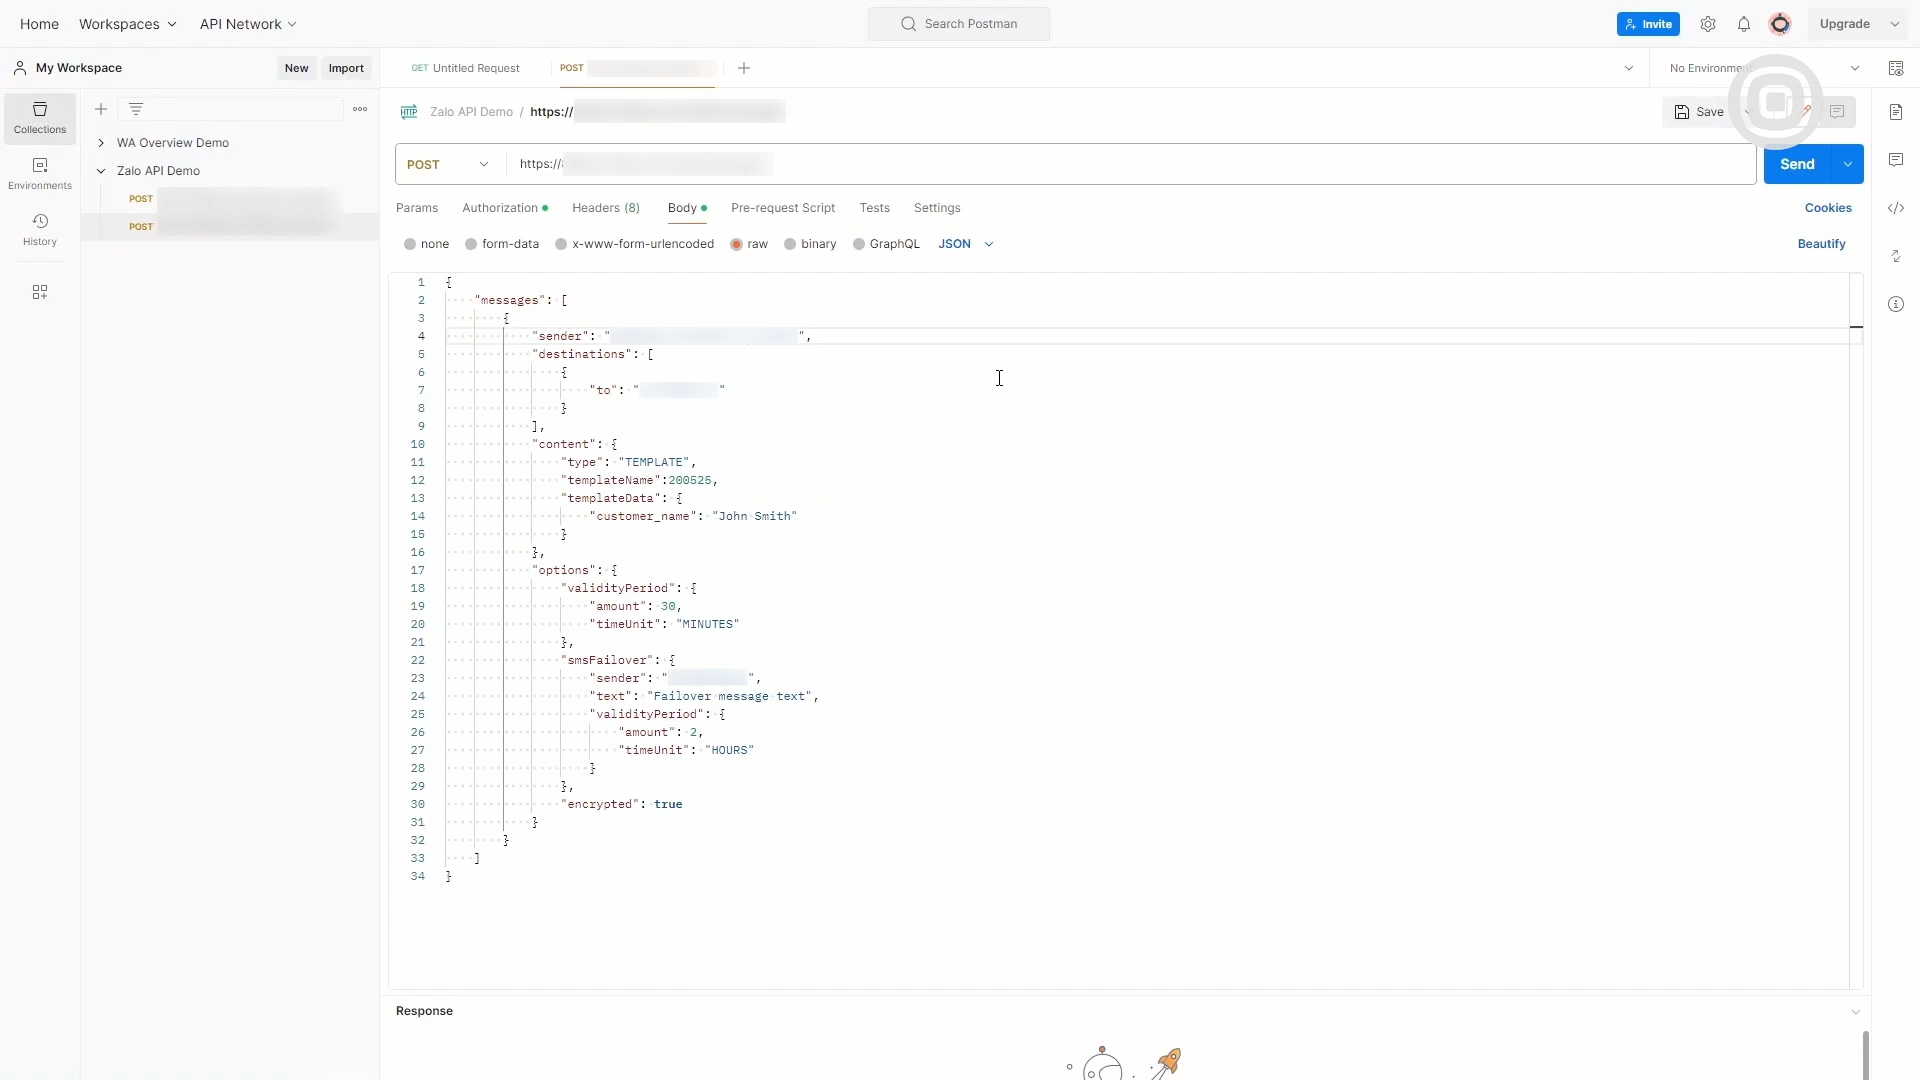 Home Workspaces API Network Search Postman Invite Upgrade
My Workspace New Import GET Untitled Request POST No Environment
Collections
Environments
History
WA Overview Demo
Zalo API Demo
POST
POST
HTTP Zalo API Demo / https:// Save
POST https:// Send
Params Authorization Headers (8) Body Pre-request Script Tests Settings Cookies
none form-data x-www-form-urlencoded raw binary GraphQL JSON Beautify
1 {
2 "messages": [
3 {
4 "sender": " ",
5 "destinations": [
6 {
7 "to": " "
8 }
9 ],
10 "content": {
11 "type": "TEMPLATE",
12 "templateName":200525,
13 "templateData": {
14 "customer_name": "John Smith"
15 }
16 },
17 "options": {
18 "validityPeriod": {
19 "amount": 30,
20 "timeUnit": "MINUTES"
21 },
22 "smsFailover": {
23 "sender": " ",
24 "text": "Failover message text",
25 "validityPeriod": {
26 "amount": 2,
27 "timeUnit": "HOURS"
28 }
29 },
30 "encrypted": true
31 }
32 }
33 ]
34 }
Response